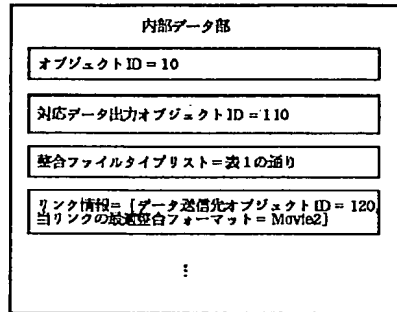 内部データ部
オブジェクトID=10
対応データ出力オブジェクトID=110
整合ファイルタイプリスト=表1の通り
リンク情報= [データ送信先オブジェクトID = 120,
当リンクの最適整合フォーマット= Movie2]
⋮